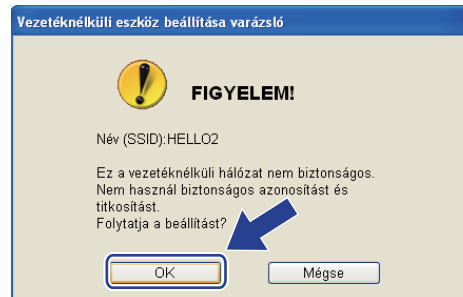 Vezetéknélküli eszköz beállítása varázsló
FIGYELEM!
Név (SSID):HELLO2
Ez a vezetéknélküli hálózat nem biztonságos.
Nem használ biztonságos azonosítást és
titkosítást.
Folytatja a beállítást?
OK
Mégse